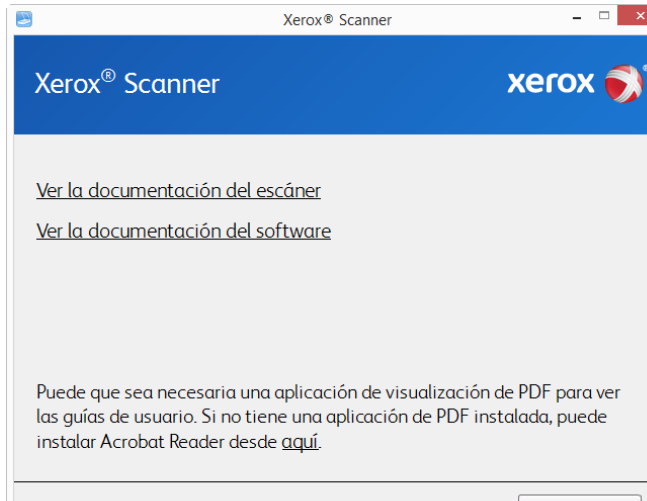 Xerox® Scanner
Xerox® Scanner
xerox ®
Ver la documentación del escáner
Ver la documentación del software
Puede que sea necesaria una aplicación de visualización de PDF para ver
las guías de usuario. Si no tiene una aplicación de PDF instalada, puede
instalar Acrobat Reader desde aquí.